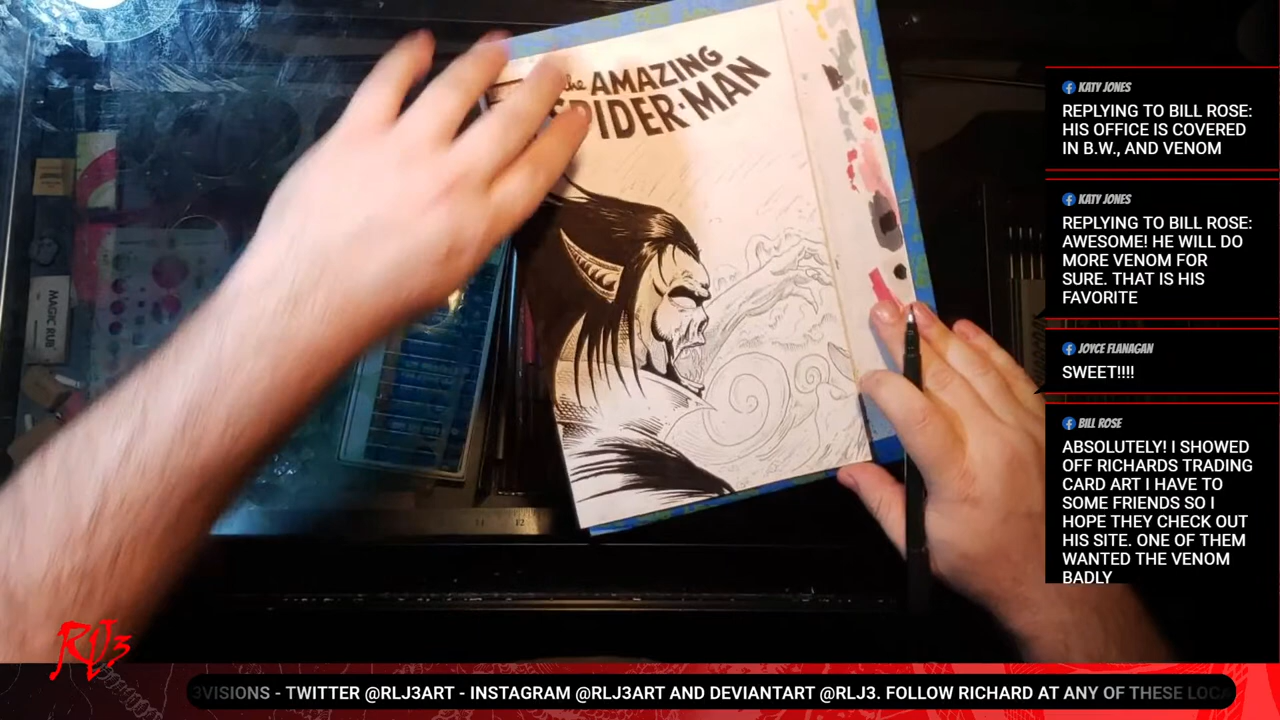 the AMAZING
SPIDER-MAN
MAGIC RUB
11 12
KATY JONES
REPLYING TO BILL ROSE:
HIS OFFICE IS COVERED
IN B.W., AND VENOM
KATY JONES
REPLYING TO BILL ROSE:
AWESOME! HE WILL DO
MORE VENOM FOR
SURE. THAT IS HIS
FAVORITE
JOYCE FLANAGAN
SWEET!!!!
BILL ROSE
ABSOLUTELY! I SHOWED
OFF RICHARDS TRADING
CARD ART I HAVE TO
SOME FRIENDS SO I
HOPE THEY CHECK OUT
HIS SITE. ONE OF THEM
WANTED THE VENOM
BADLY
RLJ3
3VISIONS - TWITTER @RLJ3ART - INSTAGRAM @RLJ3ART AND DEVIANTART @RLJ3. FOLLOW RICHARD AT ANY OF THESE LOCA